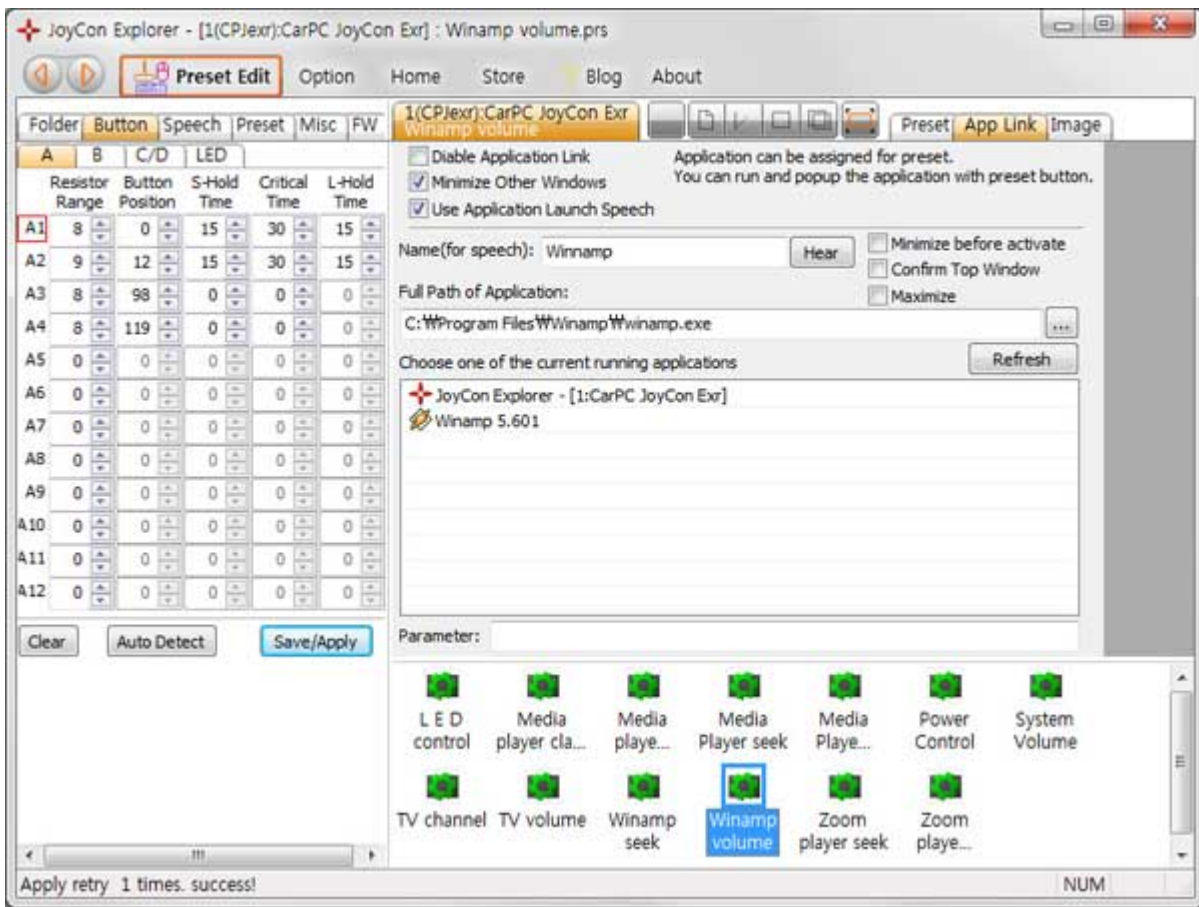 JoyCon Explorer - [1(CPJexr):CarPC JoyCon Exr] : Winamp volume.prs
Preset Edit Option Home Store Blog About
Folder Button Speech Preset Misc FW
1(CPJexr):CarPC JoyCon Exr
Winamp volume
Preset App Link Image
A B C/D LED
Resistor Range Button Position S-Hold Time Critical Time L-Hold Time
A1 8 0 15 30 15
A2 9 12 15 30 15
A3 8 98 0 0 0
A4 8 119 0 0 0
A5 0 0 0 0 0
A6 0 0 0 0 0
A7 0 0 0 0 0
A8 0 0 0 0 0
A9 0 0 0 0 0
A10 0 0 0 0 0
A11 0 0 0 0 0
A12 0 0 0 0 0
Clear Auto Detect Save/Apply
Diable Application Link
Minimize Other Windows
Use Application Launch Speech
Application can be assigned for preset.
You can run and popup the application with preset button.
Name(for speech): Winnamp Hear
Minimize before activate
Confirm Top Window
Maximize
Full Path of Application:
C:₩Program Files₩Winamp₩winamp.exe ...
Choose one of the current running applications Refresh
JoyCon Explorer - [1:CarPC JoyCon Exr]
Winamp 5.601
Parameter:
L E D control
Media player cla...
Media playe...
Media Player seek
Media Playe...
Power Control
System Volume
TV channel
TV volume
Winamp seek
Winamp volume
Zoom player seek
Zoom playe...
Apply retry 1 times. success! NUM